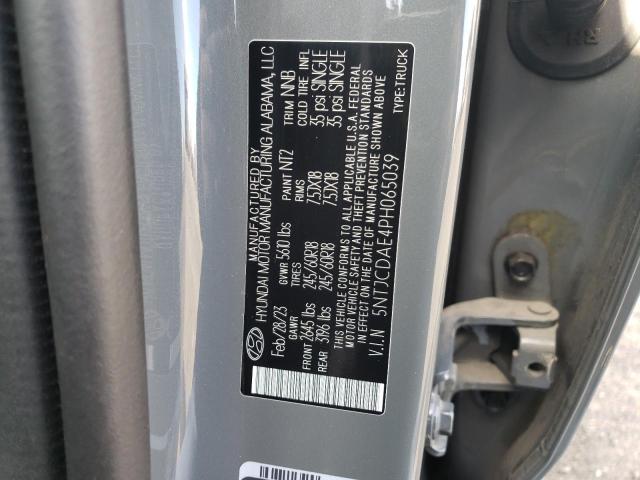 MANUFACTURED BY
HYUNDAI MOTOR MANUFACTURING ALABAMA, LLC
Feb/28/23 GVWR 5610 lbs PAINT NT2 TRIM NNB
GAWR TIRES RIMS COLD TIRE INFL
FRONT 2645 lbs 245/60R18 7.5JX18 35 psi SINGLE
REAR 3196 lbs 245/60R18 7.5JX18 35 psi SINGLE
THIS VEHICLE CONFORMS TO ALL APPLICABLE U.S.A. FEDERAL
MOTOR VEHICLE SAFETY AND THEFT PREVENTION STANDARDS
IN EFFECT ON THE DATE OF MANUFACTURE SHOWN ABOVE
V.I.N 5NTJCDAE4PH065039 TYPE:TRUCK